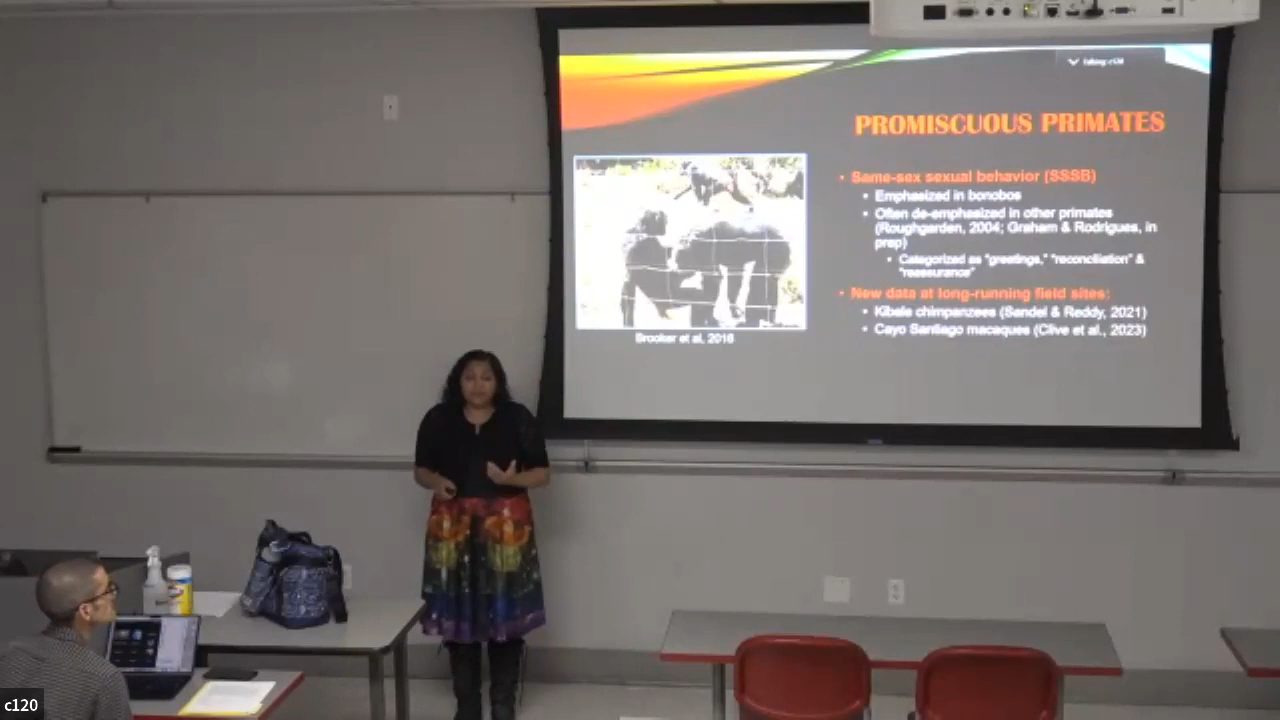 Talking: c120
PROMISCUOUS PRIMATES
• Same-sex sexual behavior (SSSB)
• Emphasized in bonobos
• Often de-emphasized in other primates
(Roughgarden, 2004; Graham & Rodrigues, in
prep)
• Categorized as "greetings," "reconciliation" &
"reassurance"
• New data at long-running field sites:
• Kibale chimpanzees (Sandel & Reddy, 2021)
• Cayo Santiago macaques (Clive et al., 2023)
Brooker et al, 2016
c120